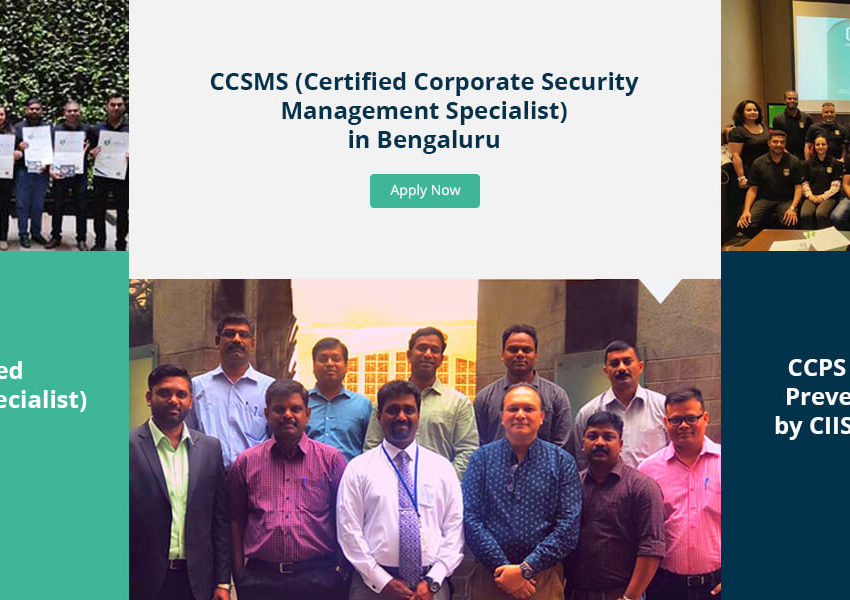 CCSMS (Certified Corporate Security
Management Specialist)
in Bengaluru
Apply Now
ed
ecialist)
CCPS
Preve
by CIIS